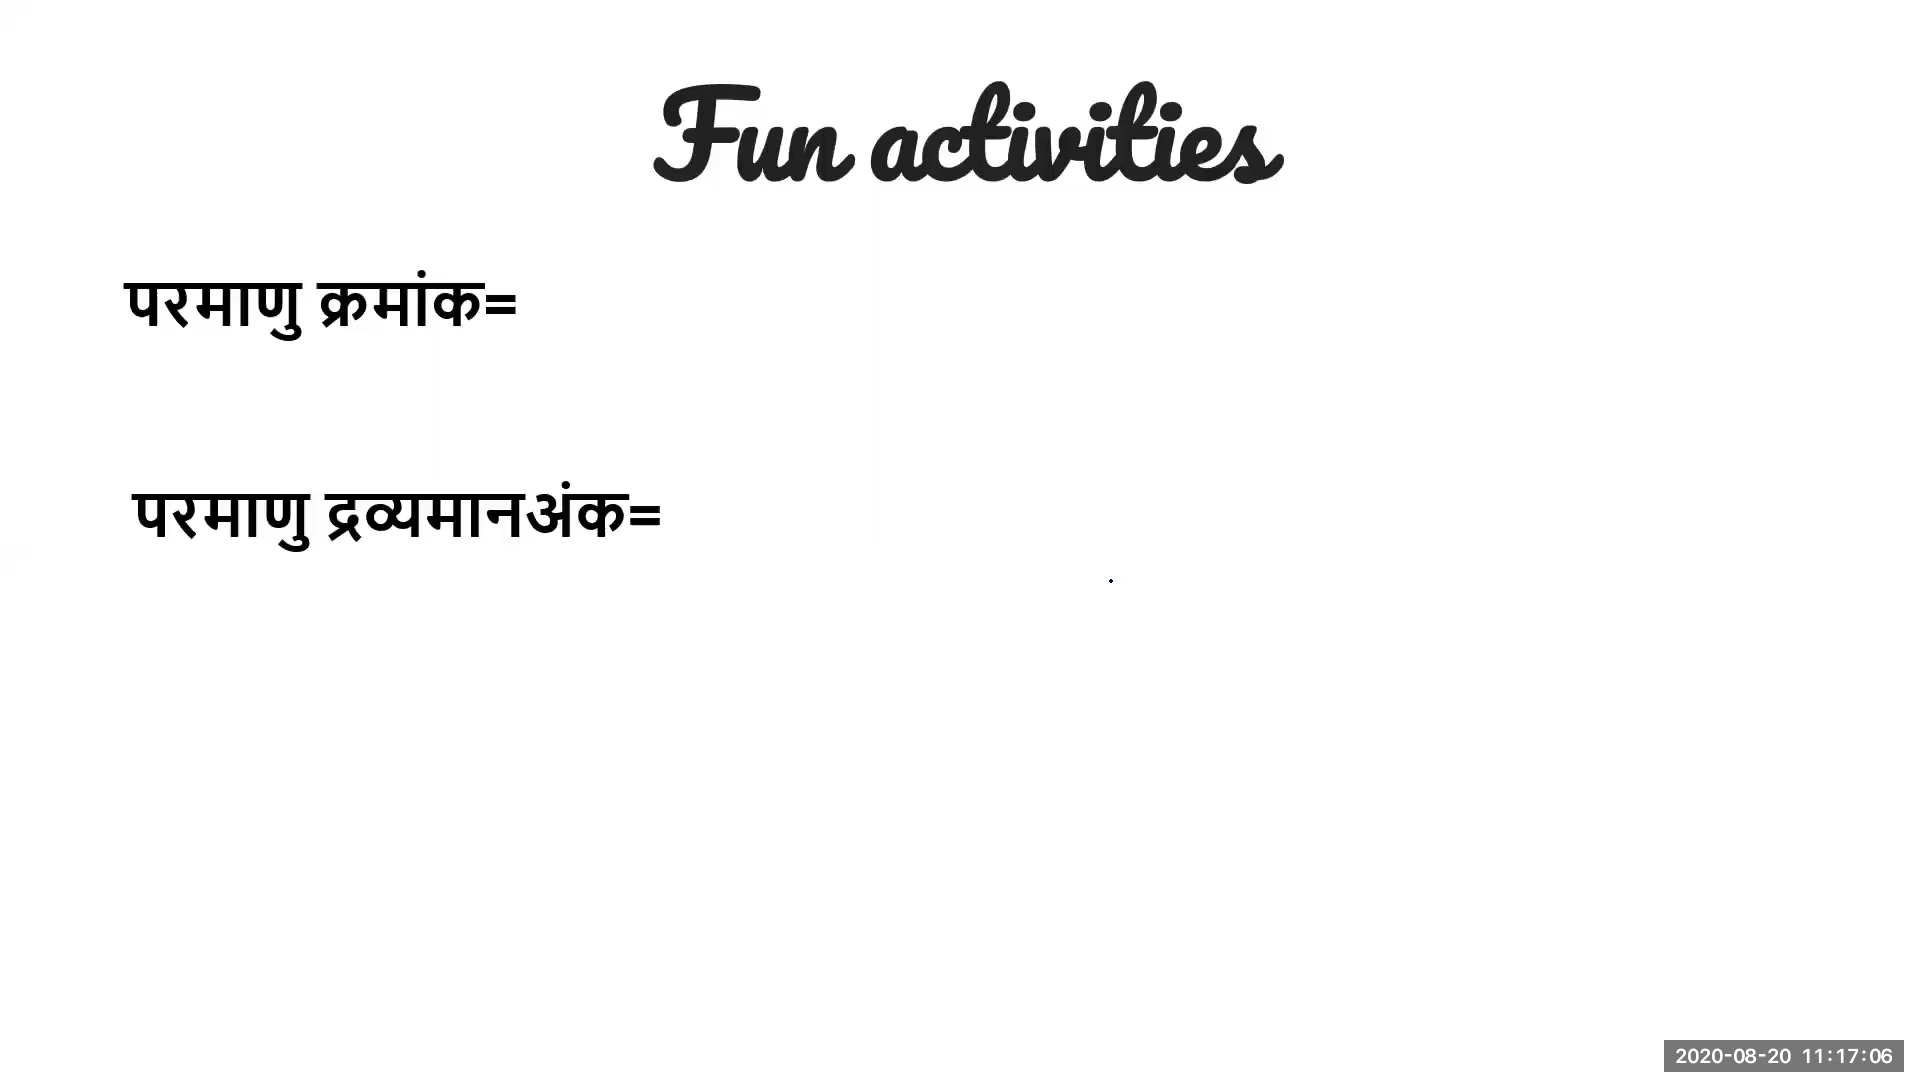 Fun activities
परमाणु क्रमांक=
परमाणु द्रव्यमानअंक=
2020-08-20 11:17:06